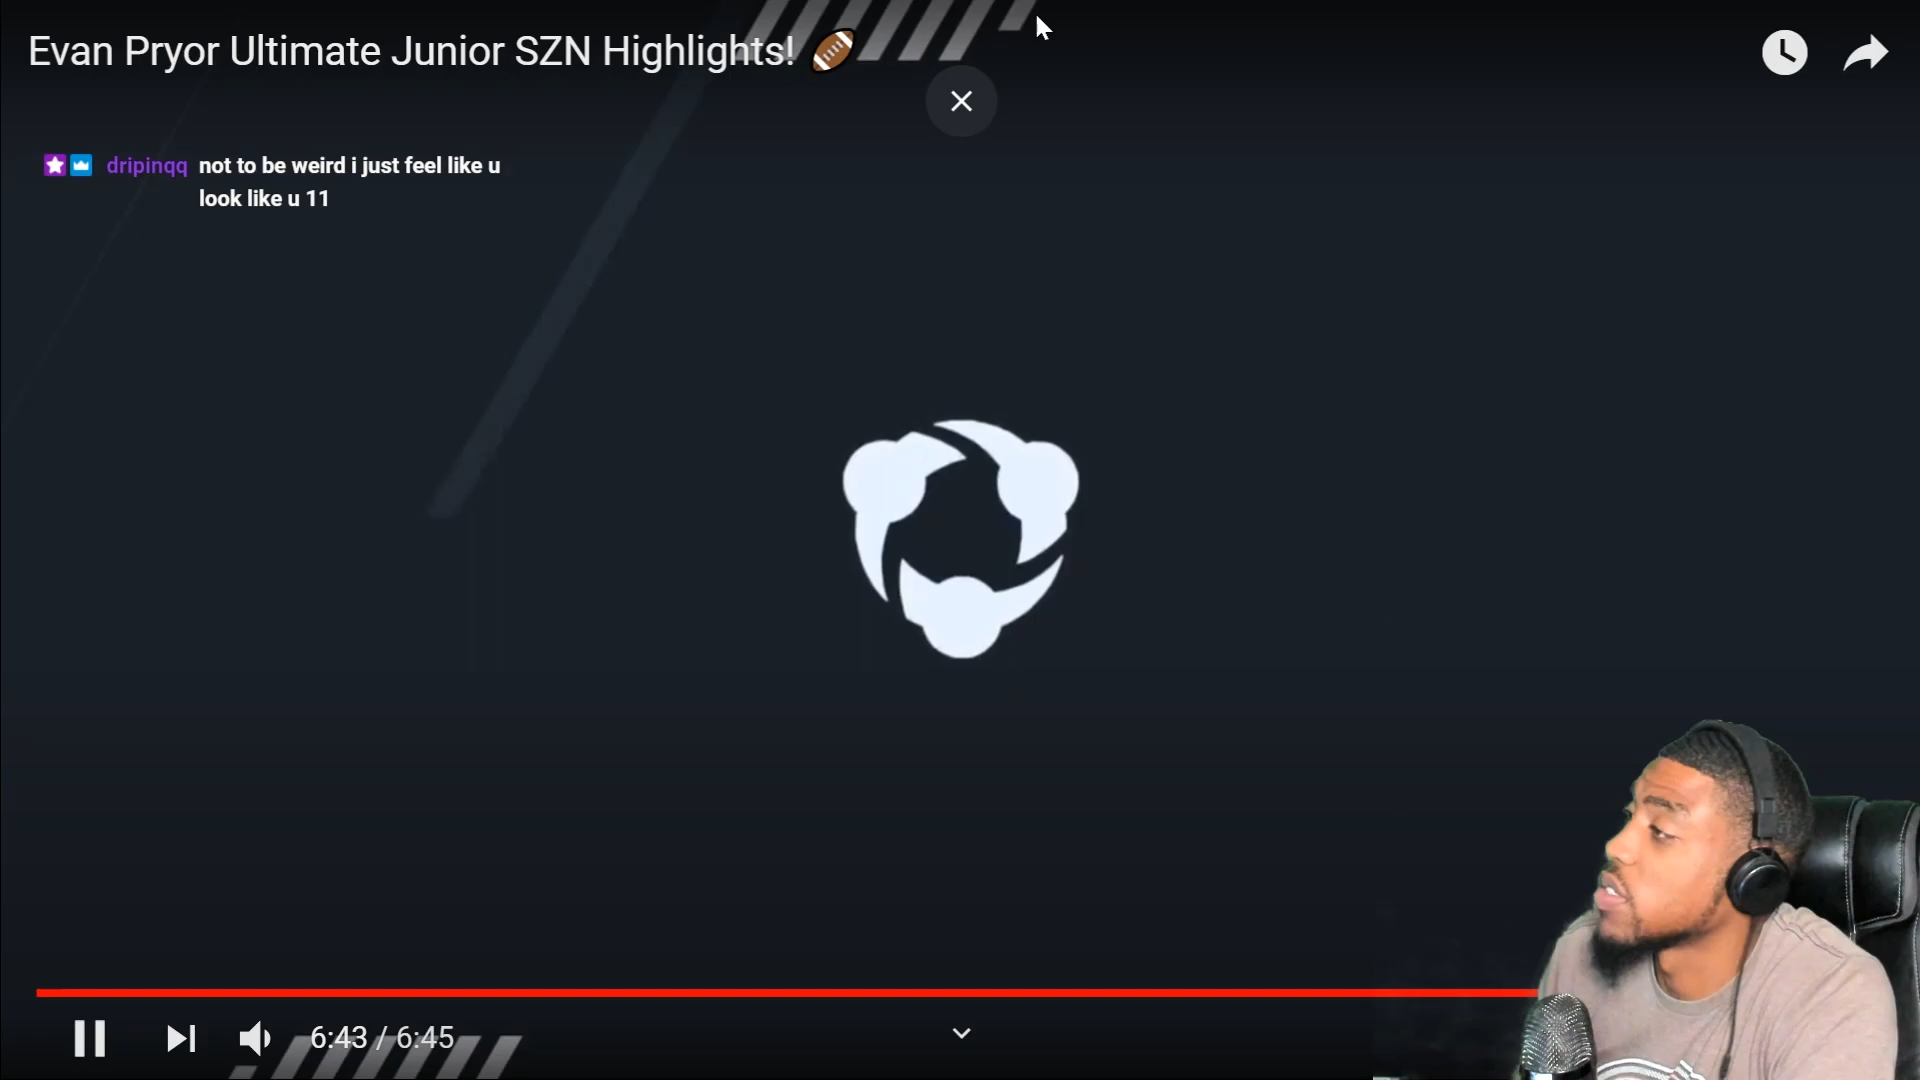 Evan Pryor Ultimate Junior SZN Highlights! 🏈
dripinqq not to be weird i just feel like u
look like u 11
6:43 / 6:45